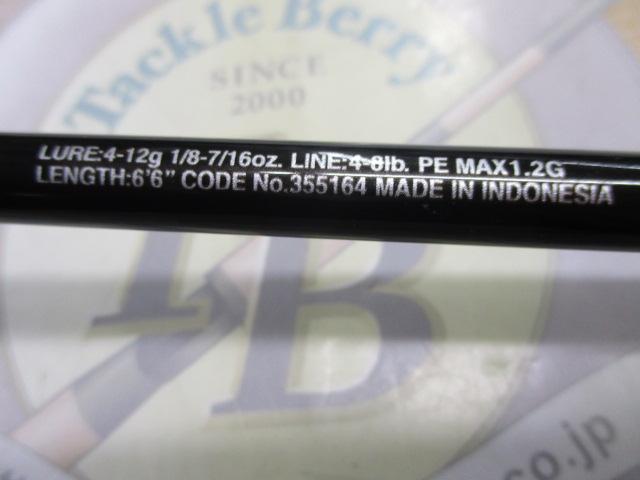 Tackle Berry
SINCE
2000
LURE:4-12g 1/8-7/16oz. LINE:4-8lb. PE MAX1.2G
LENGTH:6'6" CODE No.355164 MADE IN INDONESIA
TB
.co.jp